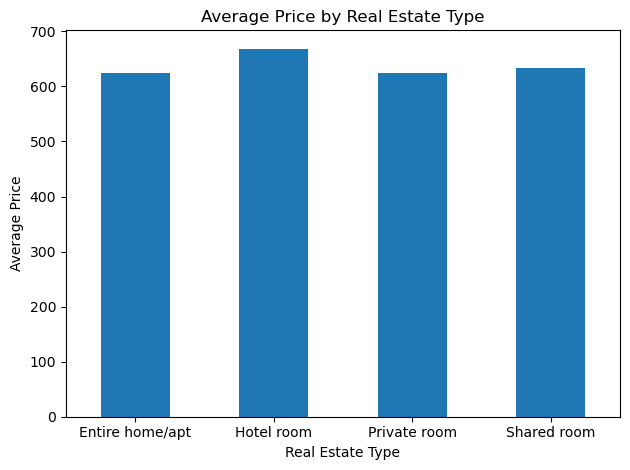 Average Price by Real Estate Type
700
600
500
400
300
200
100
0
Average Price
Entire home/apt
Hotel room
Private room
Shared room
Real Estate Type